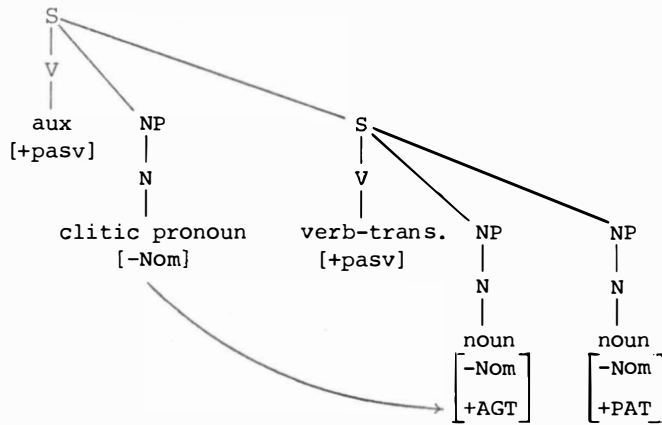 S
V
aux NP S
[+pasv]
N V
clitic pronoun verb-trans. NP NP
[-Nom] [+pasv]
N N
noun noun
[-Nom [-Nom
+AGT] +PAT]